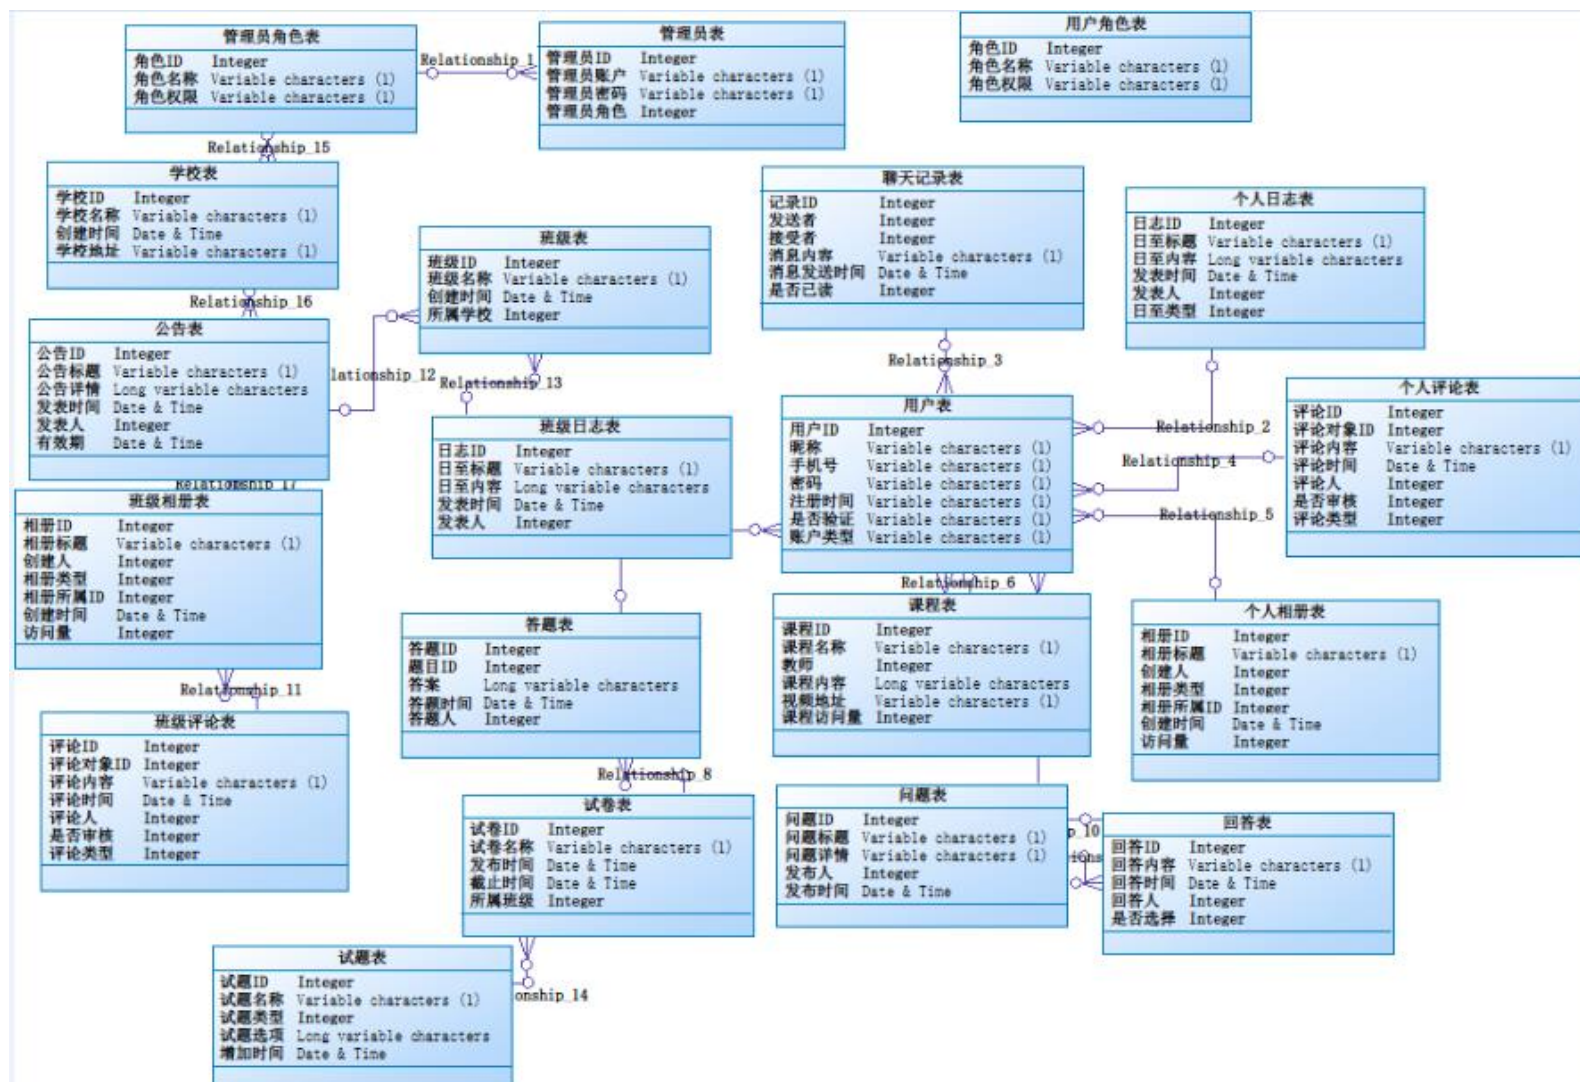 管理员角色表
角色ID Integer
角色名称 Variable characters (1)
角色权限 Variable characters (1)
Relationship_1
管理员表
管理员ID Integer
管理员账户 Variable characters (1)
管理员密码 Variable characters (1)
管理员角色 Integer
用户角色表
角色ID Integer
角色名称 Variable characters (1)
角色权限 Variable characters (1)
Relationship_15
学校表
学校ID Integer
学校名称 Variable characters (1)
创建时间 Date & Time
学校地址 Variable characters (1)
Relationship_16
班级表
班级ID Integer
班级名称 Variable characters (1)
创建时间 Date & Time
所属学校 Integer
聊天记录表
记录ID Integer
发送者 Integer
接受者 Integer
消息内容 Variable characters (1)
消息发送时间 Date & Time
是否已读 Integer
Relationship_3
个人日志表
日志ID Integer
日至标题 Variable characters (1)
日至内容 Long variable characters
发表时间 Date & Time
发表人 Integer
日至类型 Integer
公告表
公告ID Integer
公告标题 Variable characters (1)
公告详情 Long variable characters
发表时间 Date & Time
发表人 Integer
有效期 Date & Time
lationship_12
Relationship_13
Relationship_17
班级日志表
日志ID Integer
日至标题 Variable characters (1)
日至内容 Long variable characters
发表时间 Date & Time
发表人 Integer
用户表
用户ID Integer
昵称 Variable characters (1)
手机号 Variable characters (1)
密码 Variable characters (1)
注册时间 Variable characters (1)
是否验证 Variable characters (1)
账户类型 Variable characters (1)
Relationship_2
Relationship_4
Relationship_5
Relationship_6
个人评论表
评论ID Integer
评论对象ID Integer
评论内容 Variable characters (1)
评论时间 Date & Time
评论人 Integer
是否审核 Integer
评论类型 Integer
班级相册表
相册ID Integer
相册标题 Variable characters (1)
创建人 Integer
相册类型 Integer
相册所属ID Integer
创建时间 Date & Time
访问量 Integer
Relationship_11
答题表
答题ID Integer
题目ID Integer
答案 Long variable characters
答题时间 Date & Time
答题人 Integer
Relationship_8
课程表
课程ID Integer
课程名称 Variable characters (1)
教师 Integer
课程内容 Long variable characters
视频地址 Variable characters (1)
课程访问量 Integer
个人相册表
相册ID Integer
相册标题 Variable characters (1)
创建人 Integer
相册类型 Integer
相册所属ID Integer
创建时间 Date & Time
访问量 Integer
班级评论表
评论ID Integer
评论对象ID Integer
评论内容 Variable characters (1)
评论时间 Date & Time
评论人 Integer
是否审核 Integer
评论类型 Integer
试卷表
试卷ID Integer
试卷名称 Variable characters (1)
发布时间 Date & Time
截止时间 Date & Time
所属班级 Integer
问题表
问题ID Integer
问题标题 Variable characters (1)
问题详情 Variable characters (1)
发布人 Integer
发布时间 Date & Time
p_10
回答表
回答ID Integer
回答内容 Variable characters (1)
回答时间 Date & Time
回答人 Integer
是否选择 Integer
试题表
试题ID Integer
试题名称 Variable characters (1)
试题类型 Integer
试题选项 Long variable characters
增加时间 Date & Time
onship_14